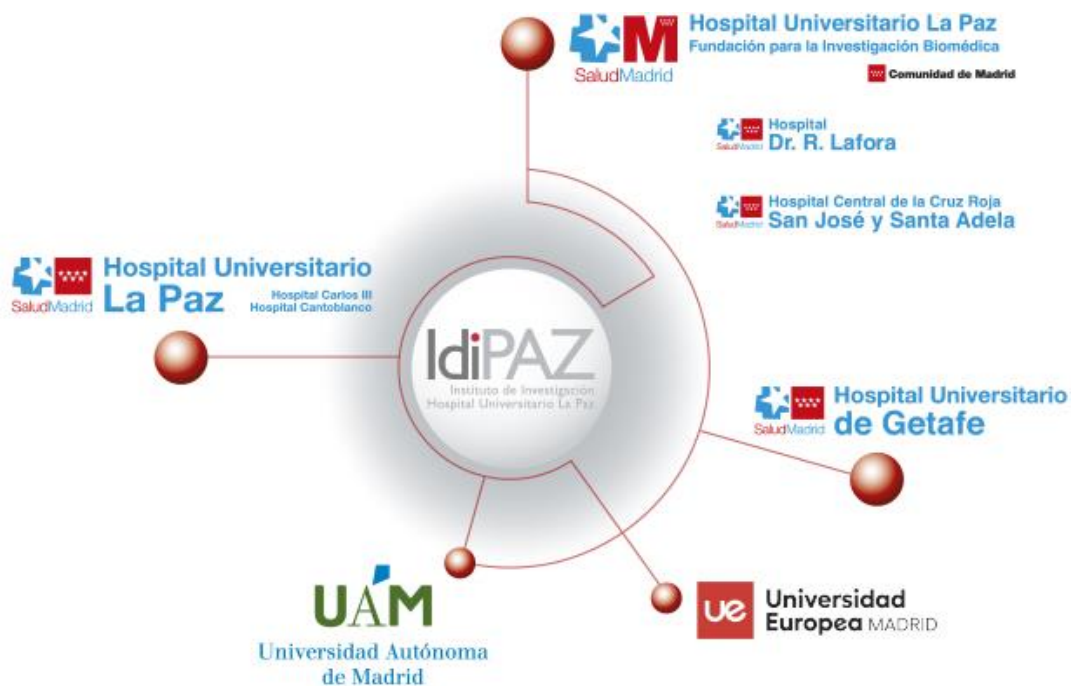 Hospital Universitario La Paz
Fundación para la Investigación Biomédica
M
SaludMadrid
Comunidad de Madrid
Hospital
Dr. R. Lafora
SaludMadrid
Hospital Central de la Cruz Roja
San José y Santa Adela
SaludMadrid
Hospital Universitario
La Paz
Hospital Carlos III
Hospital Cantoblanco
SaludMadrid
IdiPAZ
Instituto de Investigación
Hospital Universitario La Paz
Hospital Universitario
de Getafe
SaludMadrid
UAM
Universidad Autónoma
de Madrid
ue
Universidad
Europea MADRID